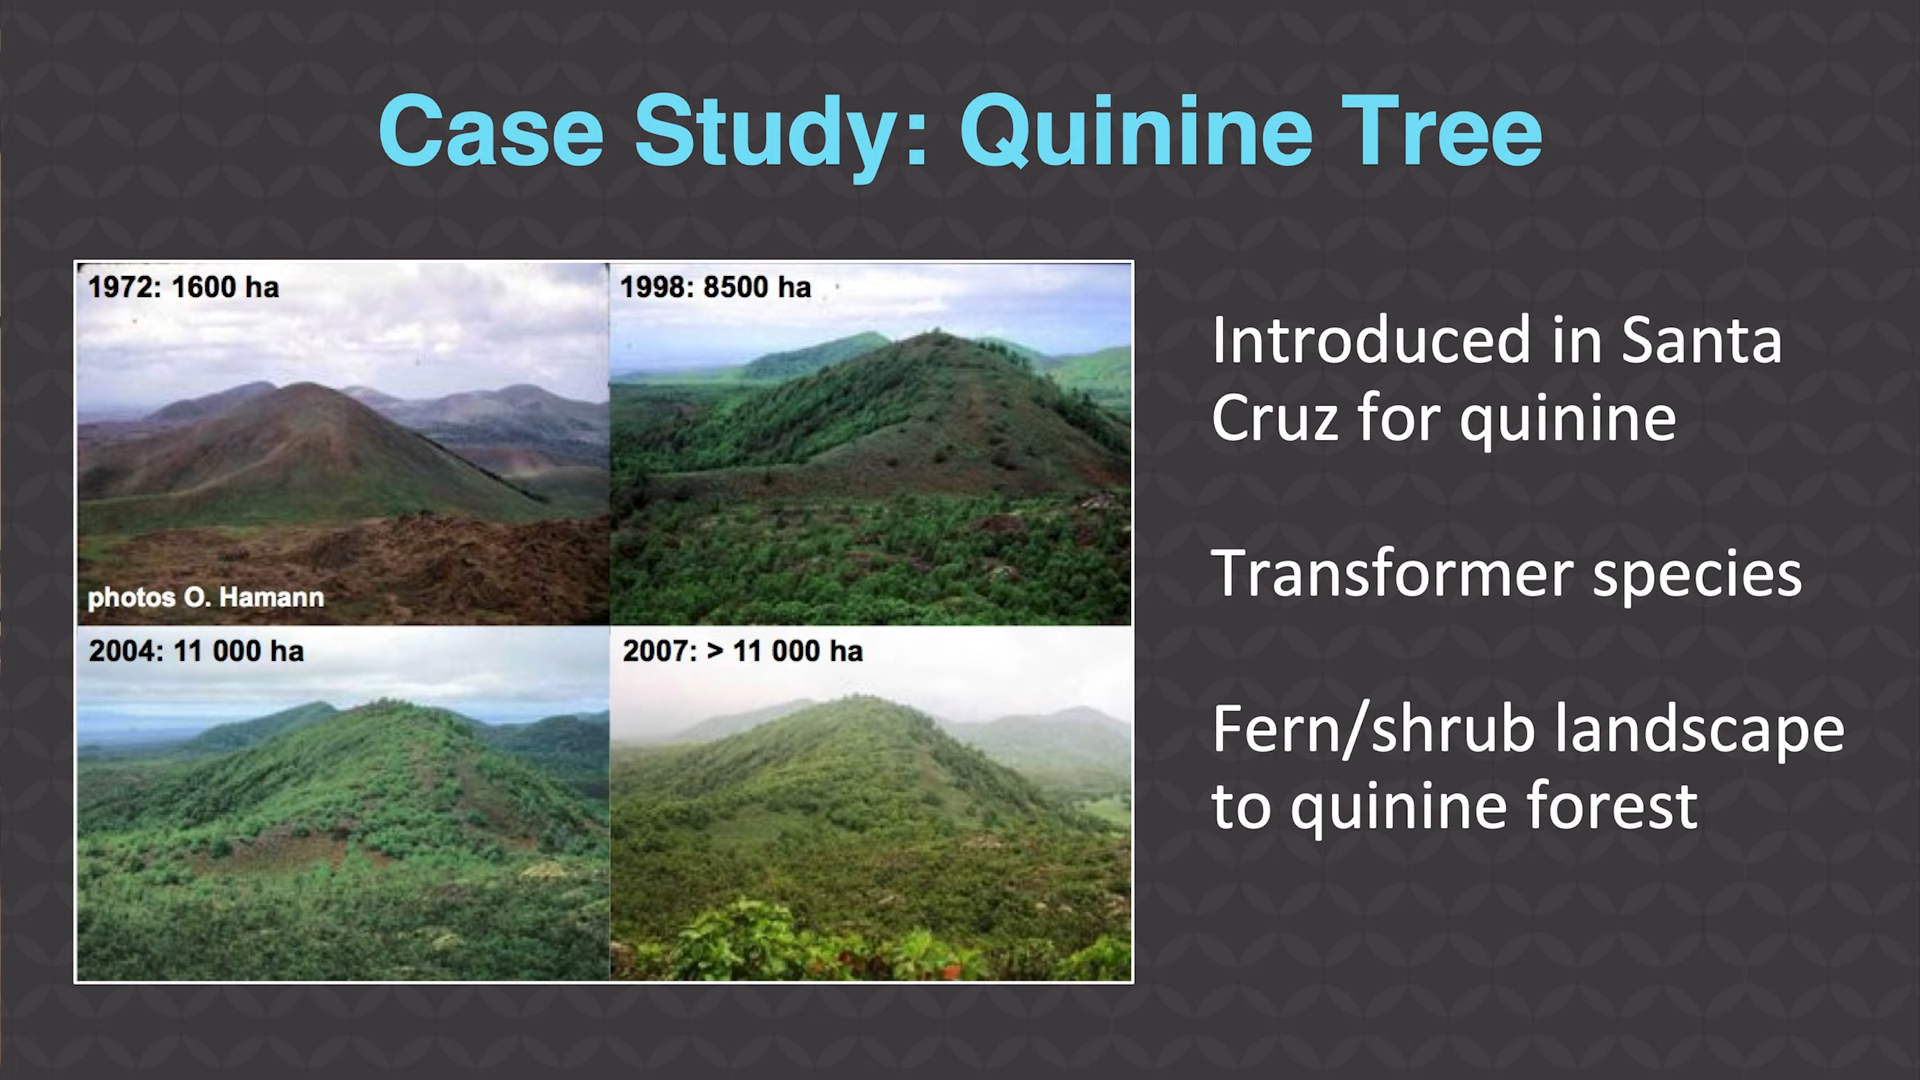 Case Study: Quinine Tree
1972: 1600 ha
1998: 8500 ha
photos O. Hamann
2004: 11 000 ha
2007: > 11 000 ha
Introduced in Santa
Cruz for quinine
Transformer species
Fern/shrub landscape
to quinine forest